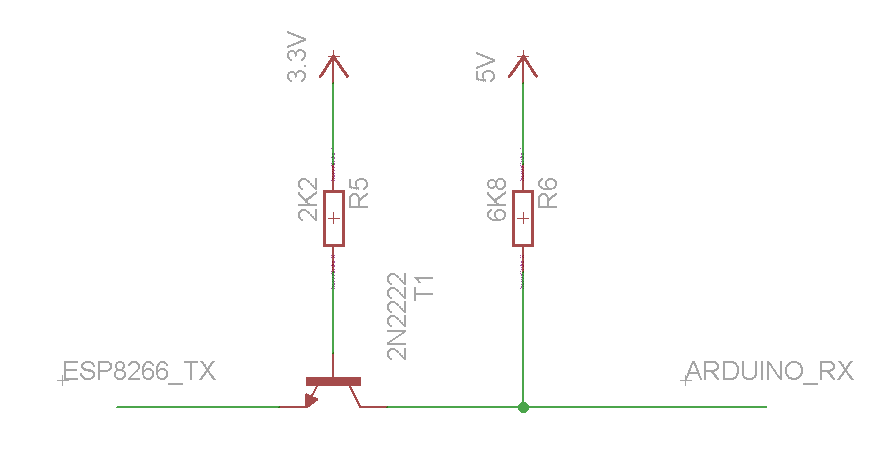 3.3V
5V
2K2
R5
6K8
R6
2N2222
T1
ESP8266_TX
ARDUINO_RX